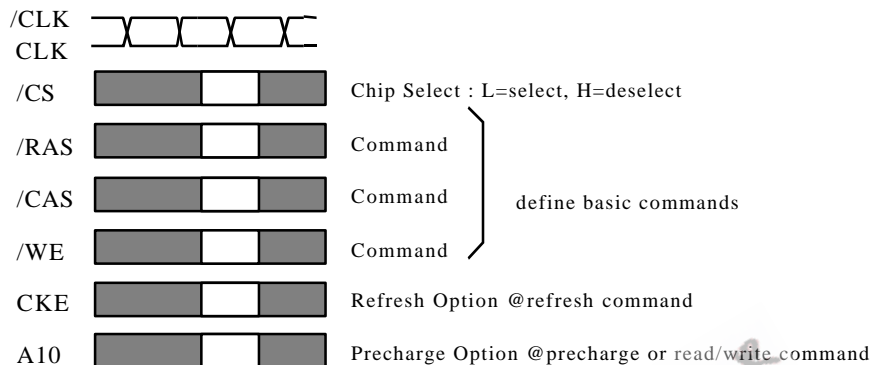 /CLK
CLK
/CS Chip Select : L=select, H=deselect
/RAS Command
/CAS Command
define basic commands
/WE Command
CKE Refresh Option @refresh command
A10 Precharge Option @precharge or read/write command